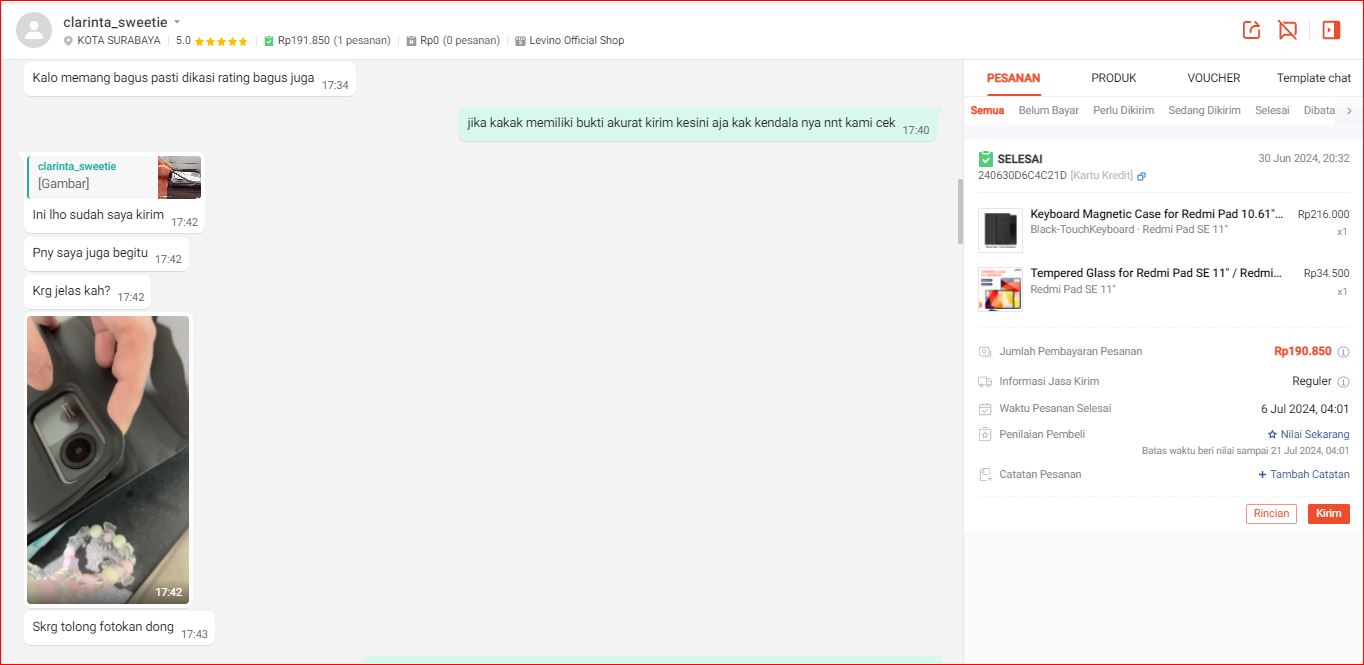 clarinta_sweetie
KOTA SURABAYA
5.0
Rp191.850 (1 pesanan)
Rp0 (0 pesanan)
Levino Official Shop
Kalo memang bagus pasti dikasi rating bagus juga 17:34
jika kakak memiliki bukti akurat kirim kesini aja kak kendala nya nnt kami cek 17:40
clarinta_sweetie
[Gambar]
Ini lho sudah saya kirim 17:42
Pny saya juga begitu 17:42
Krg jelas kah? 17:42
17:42
Skrg tolong fotokan dong 17:43
PESANAN PRODUK VOUCHER Template chat
Semua Belum Bayar Perlu Dikirim Sedang Dikirim Selesai Dibata
SELESAI 30 Jun 2024, 20:32
240630D6C4C21D [Kartu Kredit]
Keyboard Magnetic Case for Redmi Pad 10.61"... Rp216.000
Black-TouchKeyboard · Redmi Pad SE 11" x1
Tempered Glass for Redmi Pad SE 11" / Redmi... Rp34.500
Redmi Pad SE 11" x1
Jumlah Pembayaran Pesanan Rp190.850
Informasi Jasa Kirim Reguler
Waktu Pesanan Selesai 6 Jul 2024, 04:01
Penilaian Pembeli Nilai Sekarang
Batas waktu beri nilai sampai 21 Jul 2024, 04:01
Catatan Pesanan + Tambah Catatan
Rincian Kirim